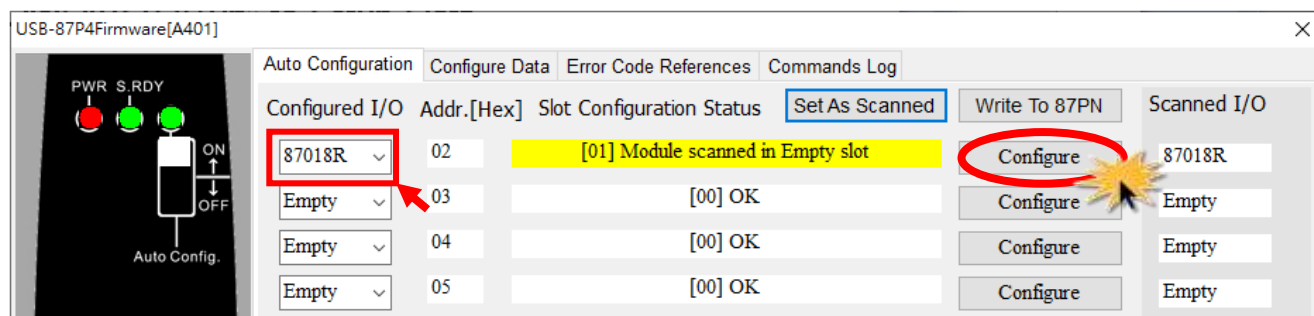 USB-87P4Firmware[A401]
Auto Configuration Configure Data Error Code References Commands Log
PWR S.RDY
ON
OFF
Auto Config.
Configured I/O Addr.[Hex] Slot Configuration Status Set As Scanned Write To 87PN Scanned I/O
87018R 02 [01] Module scanned in Empty slot Configure 87018R
Empty 03 [00] OK Configure Empty
Empty 04 [00] OK Configure Empty
Empty 05 [00] OK Configure Empty